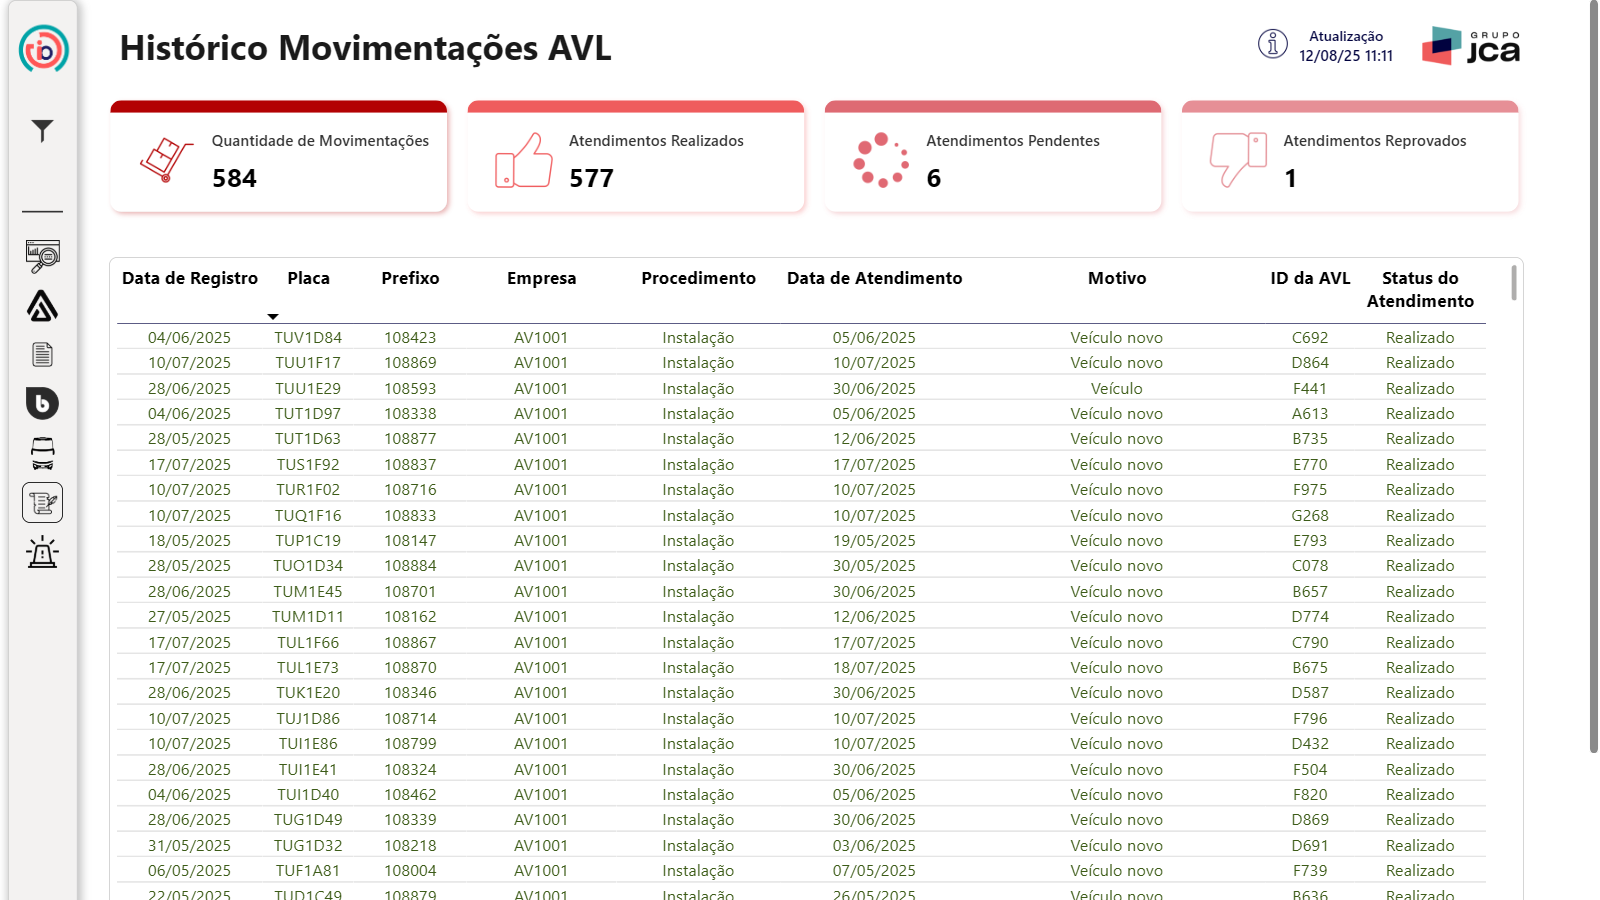 Histórico Movimentações AVL
Atualização
12/08/25 11:11
GRUPO
jca
Quantidade de Movimentações
584
Atendimentos Realizados
577
Atendimentos Pendentes
6
Atendimentos Reprovados
1
Data de Registro Placa Prefixo Empresa Procedimento Data de Atendimento Motivo ID da AVL Status do
Atendimento
04/06/2025 TUV1D84 108423 AV1001 Instalação 05/06/2025 Veículo novo C692 Realizado
10/07/2025 TUU1F17 108869 AV1001 Instalação 10/07/2025 Veículo novo D864 Realizado
28/06/2025 TUU1E29 108593 AV1001 Instalação 30/06/2025 Veículo F441 Realizado
04/06/2025 TUT1D97 108338 AV1001 Instalação 05/06/2025 Veículo novo A613 Realizado
28/05/2025 TUT1D63 108877 AV1001 Instalação 12/06/2025 Veículo novo B735 Realizado
17/07/2025 TUS1F92 108837 AV1001 Instalação 17/07/2025 Veículo novo E770 Realizado
10/07/2025 TUR1F02 108716 AV1001 Instalação 10/07/2025 Veículo novo F975 Realizado
10/07/2025 TUQ1F16 108833 AV1001 Instalação 10/07/2025 Veículo novo G268 Realizado
18/05/2025 TUP1C19 108147 AV1001 Instalação 19/05/2025 Veículo novo E793 Realizado
28/05/2025 TUO1D34 108884 AV1001 Instalação 30/05/2025 Veículo novo C078 Realizado
28/06/2025 TUM1E45 108701 AV1001 Instalação 30/06/2025 Veículo novo B657 Realizado
27/05/2025 TUM1D11 108162 AV1001 Instalação 12/06/2025 Veículo novo D774 Realizado
17/07/2025 TUL1F66 108867 AV1001 Instalação 17/07/2025 Veículo novo C790 Realizado
17/07/2025 TUL1E73 108870 AV1001 Instalação 18/07/2025 Veículo novo B675 Realizado
28/06/2025 TUK1E20 108346 AV1001 Instalação 30/06/2025 Veículo novo D587 Realizado
10/07/2025 TUJ1D86 108714 AV1001 Instalação 10/07/2025 Veículo novo F796 Realizado
10/07/2025 TUI1E86 108799 AV1001 Instalação 10/07/2025 Veículo novo D432 Realizado
28/06/2025 TUI1E41 108324 AV1001 Instalação 30/06/2025 Veículo novo F504 Realizado
04/06/2025 TUI1D40 108462 AV1001 Instalação 05/06/2025 Veículo novo F820 Realizado
28/06/2025 TUG1D49 108339 AV1001 Instalação 30/06/2025 Veículo novo D869 Realizado
31/05/2025 TUG1D32 108218 AV1001 Instalação 03/06/2025 Veículo novo D691 Realizado
06/05/2025 TUF1A81 108004 AV1001 Instalação 07/05/2025 Veículo novo F739 Realizado
22/05/2025 TUD1C49 108879 AV1001 Instalação 26/05/2025 Veículo novo B636 Realizado